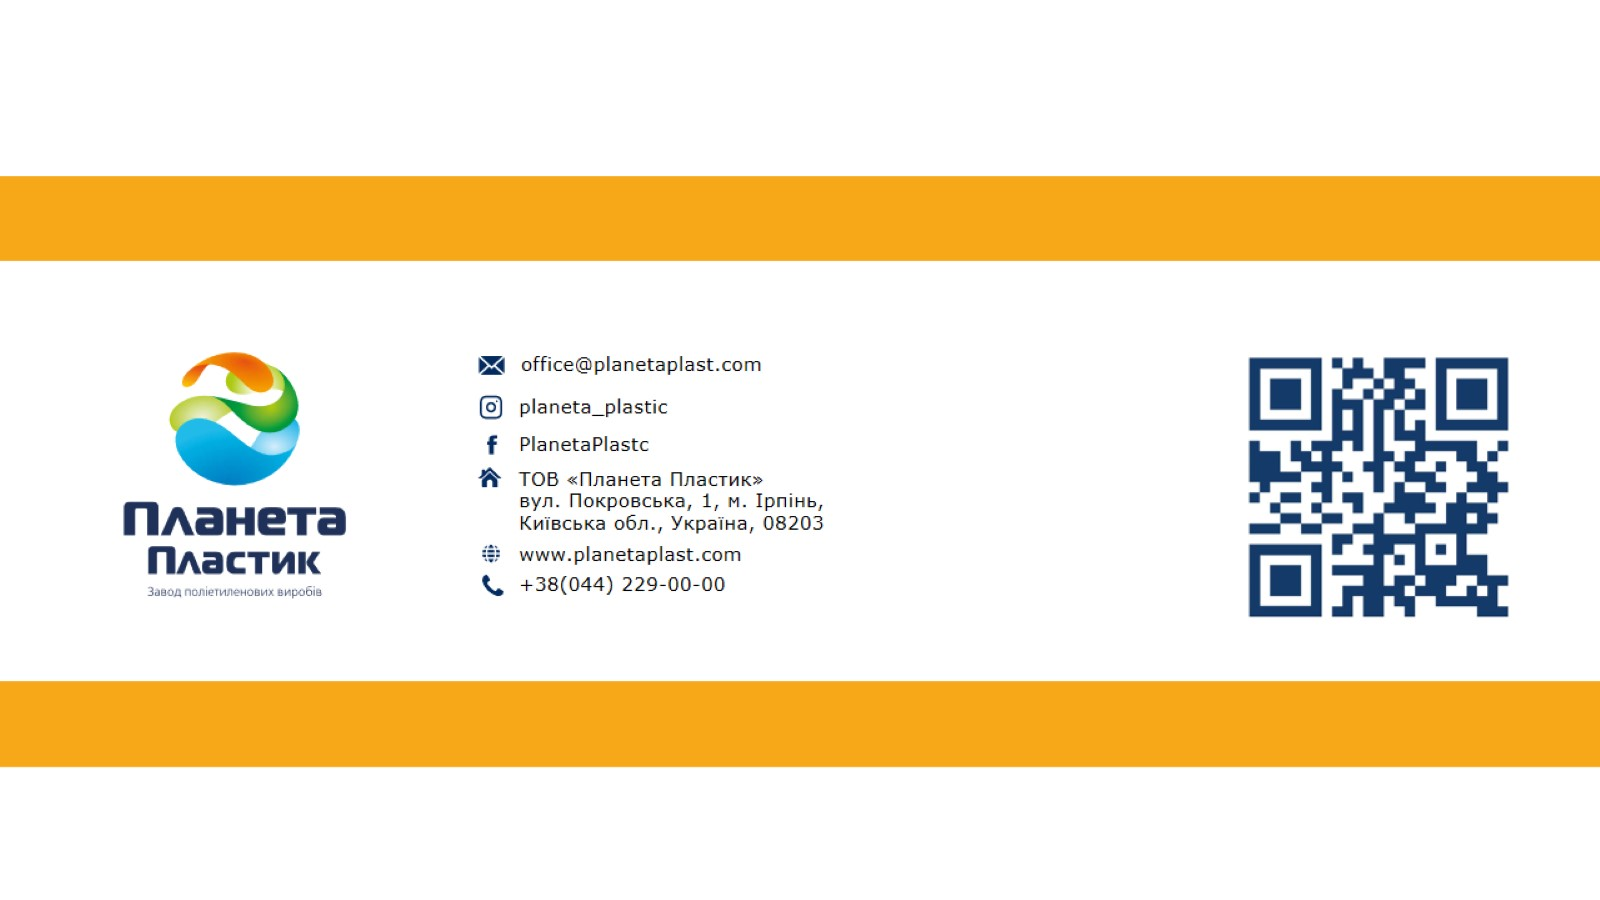 Планета
Пластик
Завод поліетиленових виробів
office@planetaplast.com
planeta_plastic
PlanetaPlastc
ТОВ «Планета Пластик»
вул. Покровська, 1, м. Ірпінь,
Київська обл., Україна, 08203
www.planetaplast.com
+38(044) 229-00-00